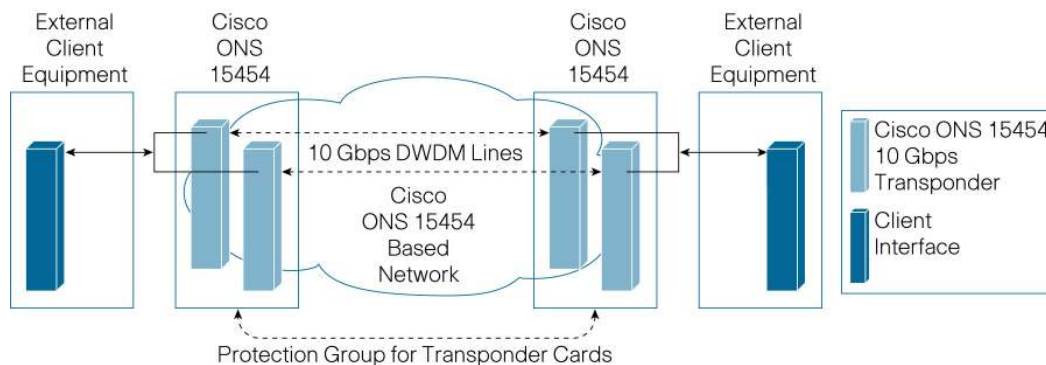 External
Client
Equipment
Cisco
ONS
15454
Cisco
ONS
15454
External
Client
Equipment
10 Gbps DWDM Lines
Cisco
ONS 15454
Based
Network
Protection Group for Transponder Cards
Cisco ONS 15454
10 Gbps
Transponder
Client
Interface